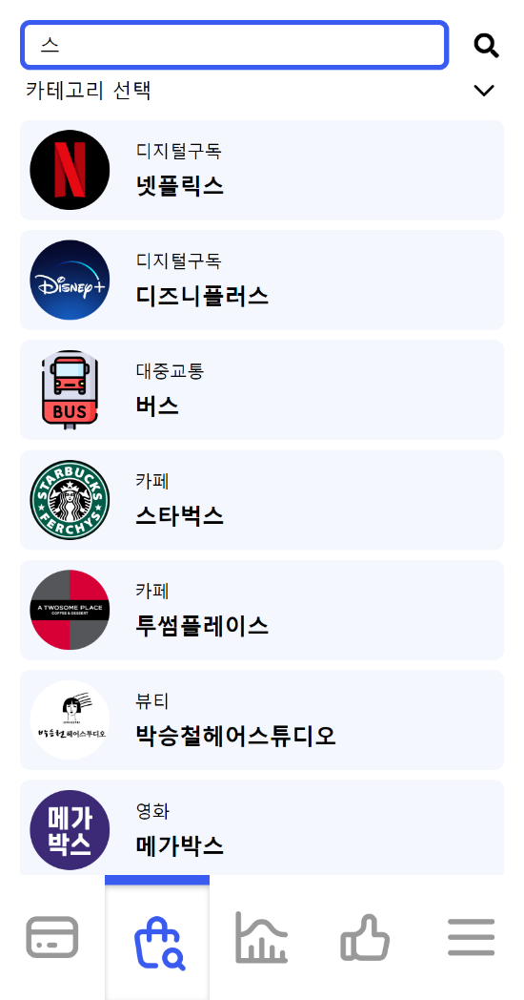 스
카테고리 선택
디지털구독
넷플릭스
N
디지털구독
Disney+
디즈니플러스
대중교통
BUS
버스
카페
STARBUCKS
FERCHYS
스타벅스
카페
A TWOSOME PLACE
COFFEE & DESSERT
투썸플레이스
뷰티
박승철헤어스투디오
박승철헤어스튜디오
영화
메가
박스
메가박스